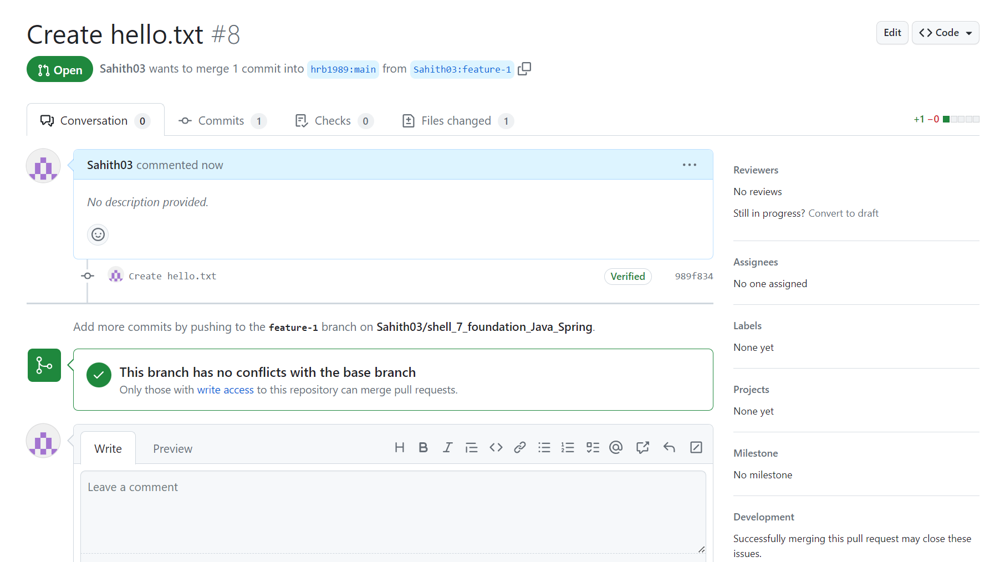 Create hello.txt #8
Edit
Code
Open
Sahith03 wants to merge 1 commit into hrb1989:main from Sahith03:feature-1
Conversation 0
Commits 1
Checks 0
Files changed 1
+1 −0
Sahith03 commented now
No description provided.
Create hello.txt
Verified
989f834
Add more commits by pushing to the feature-1 branch on Sahith03/shell_7_foundation_Java_Spring.
This branch has no conflicts with the base branch
Only those with write access to this repository can merge pull requests.
Write
Preview
Leave a comment
Reviewers
No reviews
Still in progress? Convert to draft
Assignees
No one assigned
Labels
None yet
Projects
None yet
Milestone
No milestone
Development
Successfully merging this pull request may close these
issues.